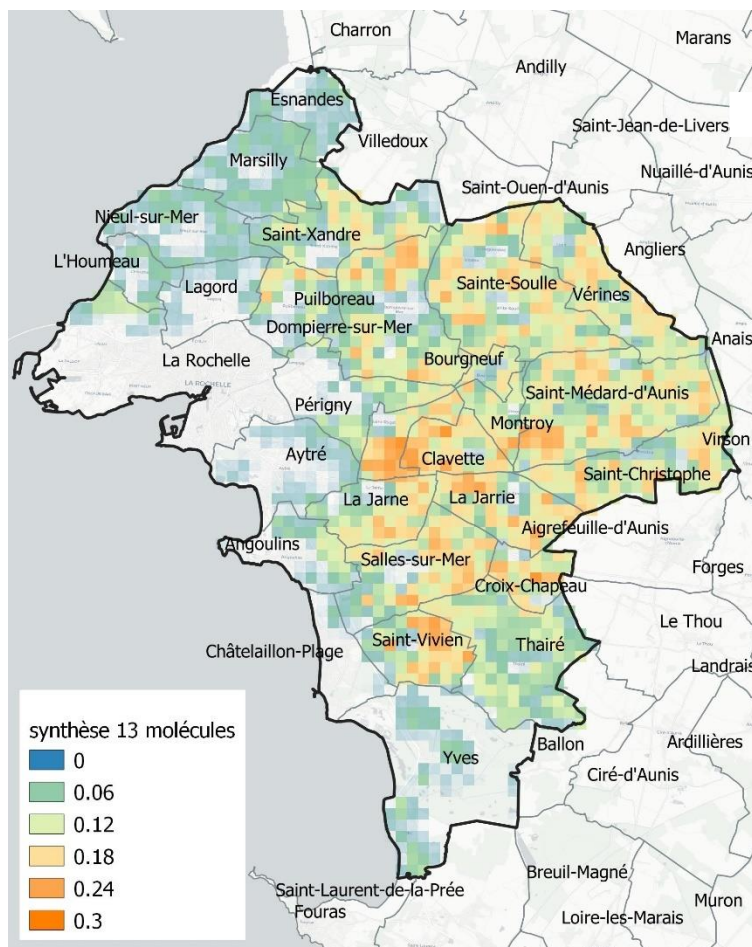 Charron
Marans
Andilly
Esnandes
Saint-Jean-de-Livers
Villedoux
Marsilly
Nuaillé-d'Aunis
Saint-Ouen-d'Aunis
Nieul-sur-Mer
Saint-Xandre
Angliers
L'Houmeau
Lagord
Sainte-Soulle
Vérines
Puilboreau
Dompierre-sur-Mer
Anais
La Rochelle
LA ROCHELLE
Bourgneuf
Saint-Médard-d'Aunis
Périgny
Montroy
Virson
Aytré
Clavette
Saint-Christophe
La Jarne
La Jarrie
Aigrefeuille-d'Aunis
Angoulins
Salles-sur-Mer
Forges
Croix-Chapeau
Le Thou
Saint-Vivien
Thairé
Châtelaillon-Plage
Landrais
synthèse 13 molécules
0
0.06
0.12
0.18
0.24
0.3
Ardillières
Ballon
Yves
Ciré-d'Aunis
Breuil-Magné
Saint-Laurent-de-la-Prée
Fouras
Muron
Loire-les-Marais